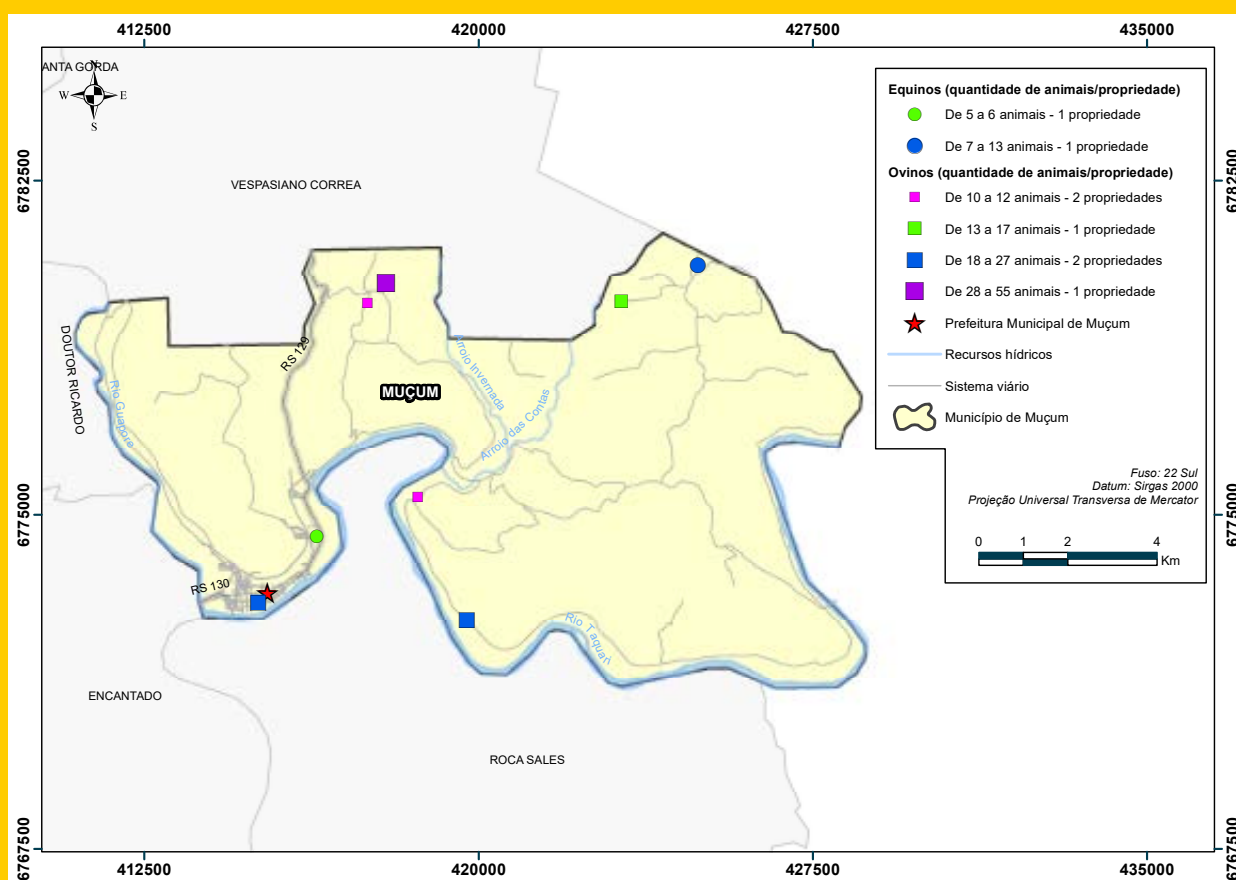 412500 420000 427500 435000
ANTA GORDA
W E
S
VESPASIANO CORREA
6782500
6782500
Equinos (quantidade de animais/propriedade)
De 5 a 6 animais - 1 propriedade
De 7 a 13 animais - 1 propriedade
Ovinos (quantidade de animais/propriedade)
De 10 a 12 animais - 2 propriedades
De 13 a 17 animais - 1 propriedade
De 18 a 27 animais - 2 propriedades
De 28 a 55 animais - 1 propriedade
Prefeitura Municipal de Muçum
Recursos hídricos
Sistema viário
Município de Muçum
Fuso: 22 Sul
Datum: Sirgas 2000
Projeção Universal Transversa de Mercator
0 1 2 4
Km
DOUTOR RICARDO
Rio Guaporé
RS 129
MUÇUM
Arroio Invernada
Arroio das Contas
6775000
6775000
RS 130
Rio Taquari
ENCANTADO
ROCA SALES
6767500
6767500
412500 420000 427500 435000